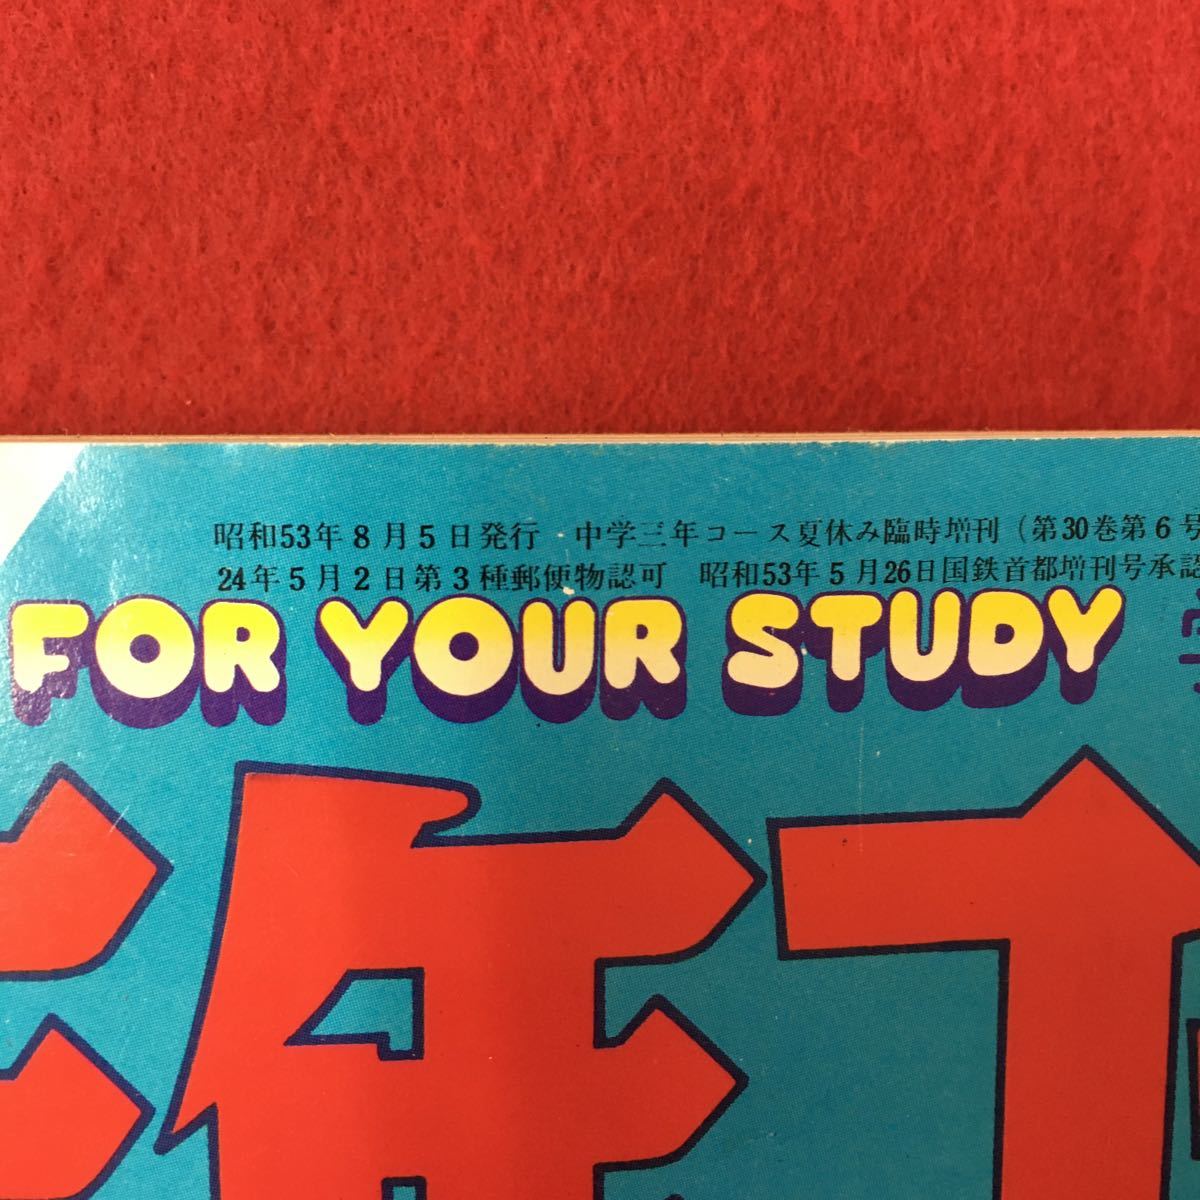 昭和53年8月5日発行・中学三年コース夏休み臨時増刊(第30巻第6号
24年5月2日第3種郵便物認可　昭和53年5月26日国鉄首都増刊号承認
FOR YOUR STUDY
年